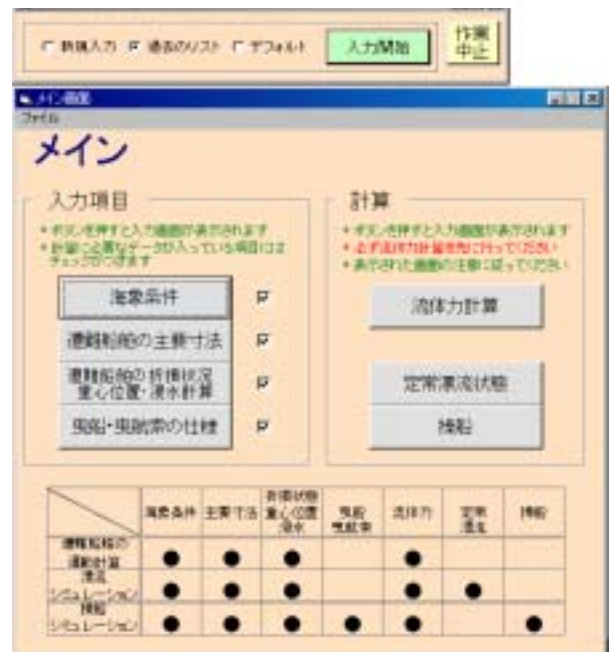 新規入力 過去のリスト デフォルト 入力開始 作業
中止
メイン画面
ファイル
メイン
入力項目
* ボタンを押すと入力画面が表示されます
* 計算に必要なデータが入っている項目には
チェックがつきます
海象条件
遭難船舶の主要寸法
遭難船舶の折損状況
重心位置・浸水計算
曳船・曳航索の仕様
計算
* ボタンを押すと入力画面が表示されます
* 必ず流体力計算を先に行ってください
* 表示された画面の注意に従ってください
流体力計算
定常漂流状態
操船
海象条件 主要寸法 折損状態
重心位置
浸水 曳船
曳航索 流体力 定常
漂流 操船
遭難船舶の
運動計算 ● ● ● ●
漂流
シミュレーション ● ● ● ● ●
操船
シミュレーション ● ● ● ● ● ●